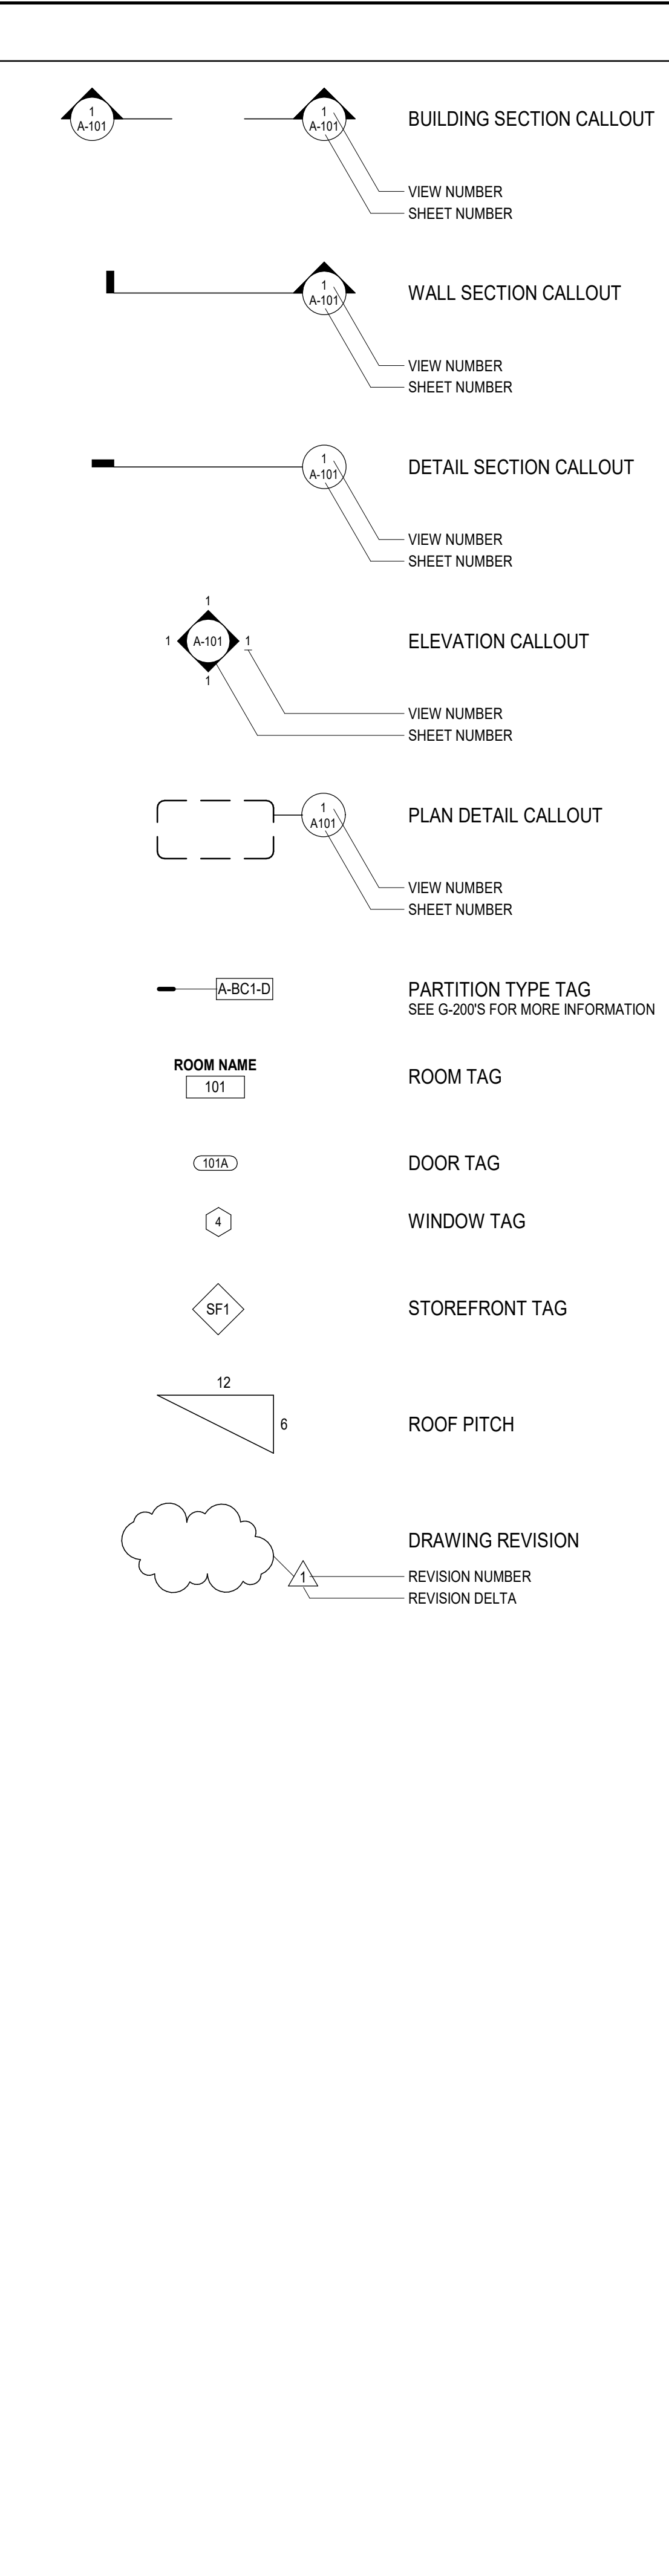 1
A-101
1
A-101
BUILDING SECTION CALLOUT
VIEW NUMBER
SHEET NUMBER
1
A-101
WALL SECTION CALLOUT
VIEW NUMBER
SHEET NUMBER
1
A-101
DETAIL SECTION CALLOUT
VIEW NUMBER
SHEET NUMBER
1
1
A-101
1
1
ELEVATION CALLOUT
VIEW NUMBER
SHEET NUMBER
1
A101
PLAN DETAIL CALLOUT
VIEW NUMBER
SHEET NUMBER
A-BC1-D
PARTITION TYPE TAG
SEE G-200'S FOR MORE INFORMATION
ROOM NAME
101
ROOM TAG
101A
DOOR TAG
4
WINDOW TAG
SF1
STOREFRONT TAG
12
6
ROOF PITCH
DRAWING REVISION
1
REVISION NUMBER
REVISION DELTA